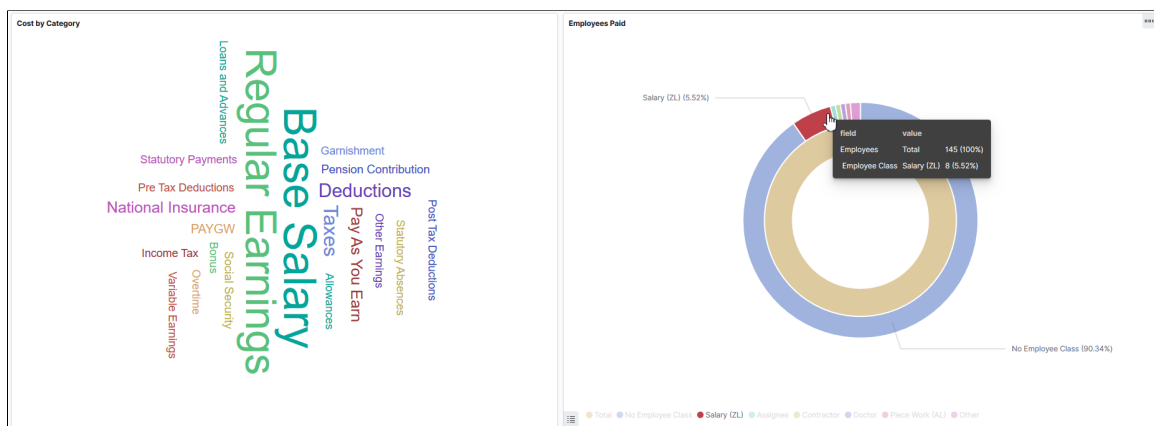 Cost by Category
Loans and Advances
Regular Earnings
Base Salary
Garnishment
Statutory Payments
Pension Contribution
Pre Tax Deductions
Deductions
National Insurance
Taxes
Pay As You Earn
Other Earnings
Statutory Absences
Post Tax Deductions
PAYGW
Income Tax
Bonus
Social Security
Overtime
Variable Earnings
Allowances
Employees Paid
Salary (ZL) (5.52%)
field value
Employees Total 145 (100%)
Employee Class Salary (ZL) 8 (5.52%)
No Employee Class (90.34%)
Total No Employee Class Salary (ZL) Assignee Contractor Doctor Piece Work (AL) Other